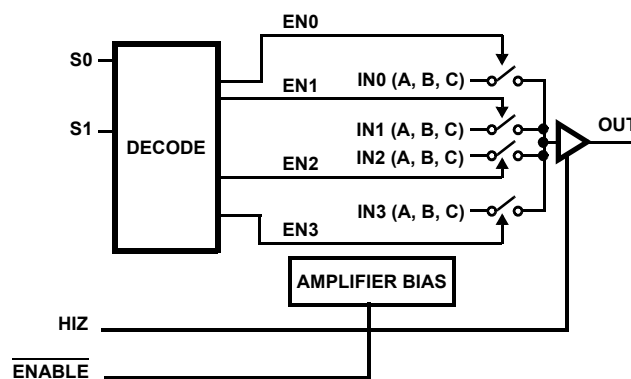 EN0
S0
IN0 (A, B, C)
EN1
S1
IN1 (A, B, C)
OUT
DECODE
IN2 (A, B, C)
EN2
IN3 (A, B, C)
EN3
AMPLIFIER BIAS
HIZ
ENABLE